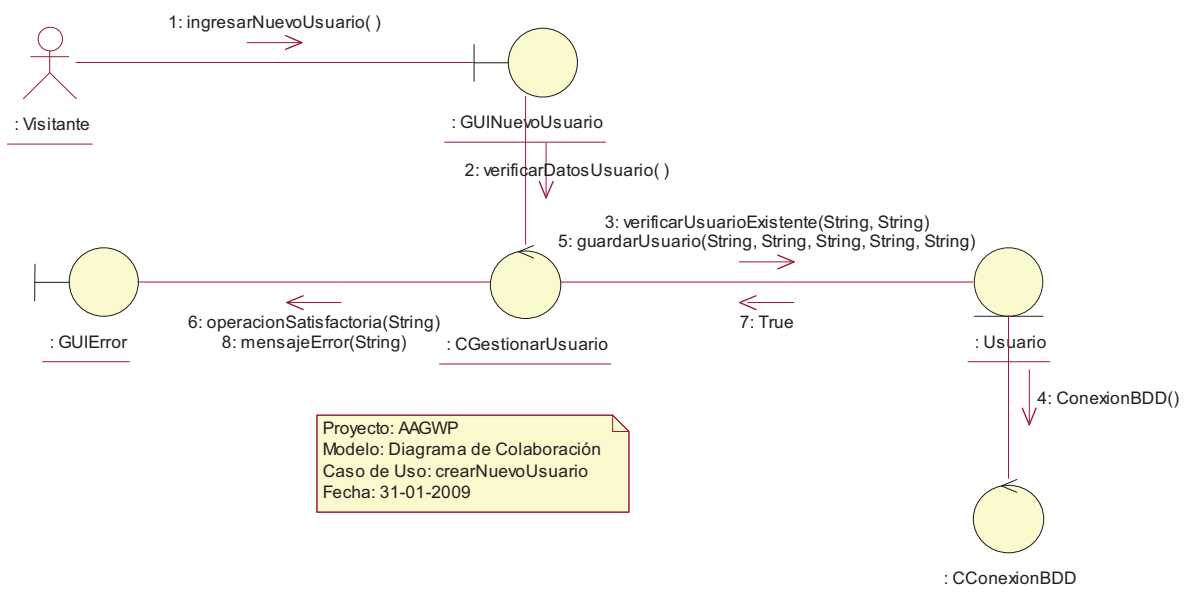 1: ingresarNuevoUsuario( )
: Visitante
: GUINuevoUsuario
2: verificarDatosUsuario( )
3: verificarUsuarioExistente(String, String)
5: guardarUsuario(String, String, String, String, String)
6: operacionSatisfactoria(String)
8: mensajeError(String)
7: True
: GUIError
: CGestionarUsuario
: Usuario
4: ConexionBDD()
Proyecto: AAGWP
Modelo: Diagrama de Colaboración
Caso de Uso: crearNuevoUsuario
Fecha: 31-01-2009
: CConexionBDD